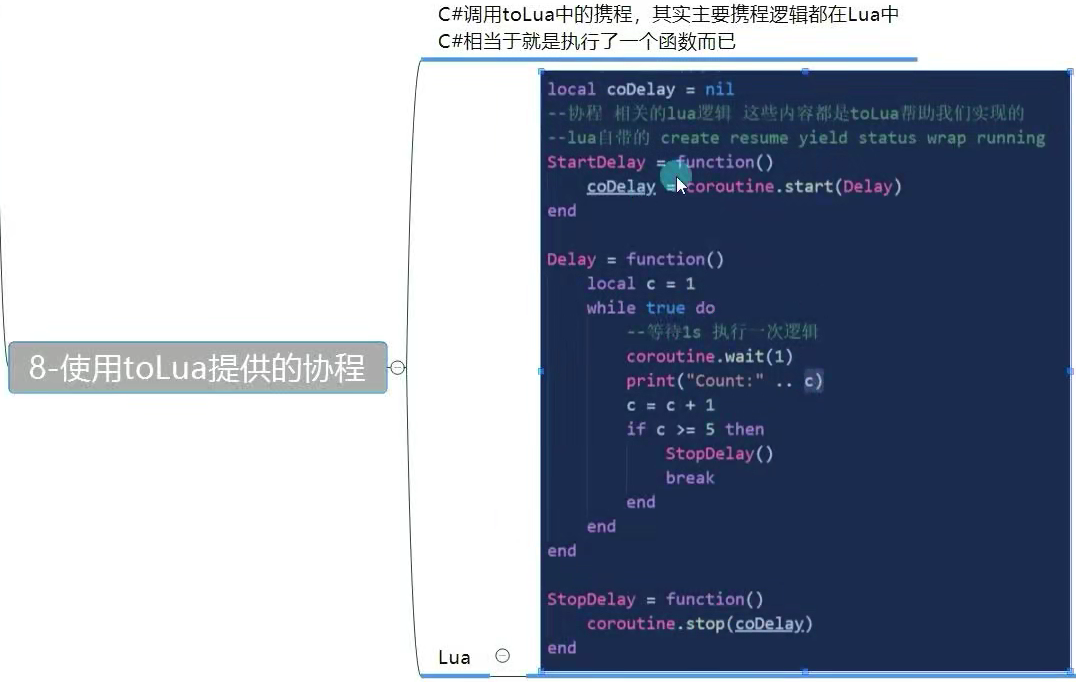 C#调用toLua中的携程，其实主要携程逻辑都在Lua中
C#相当于就是执行了一个函数而已
8-使用toLua提供的协程
local coDelay = nil
--协程 相关的lua逻辑 这些内容都是toLua帮助我们实现的
--lua自带的 create resume yield status wrap running
StartDelay = function()
    coDelay = coroutine.start(Delay)
end
Delay = function()
    local c = 1
    while true do
        --等待1s 执行一次逻辑
        coroutine.wait(1)
        print("Count:" .. c)
        c = c + 1
        if c >= 5 then
            StopDelay()
            break
        end
    end
end
StopDelay = function()
    coroutine.stop(coDelay)
end
Lua